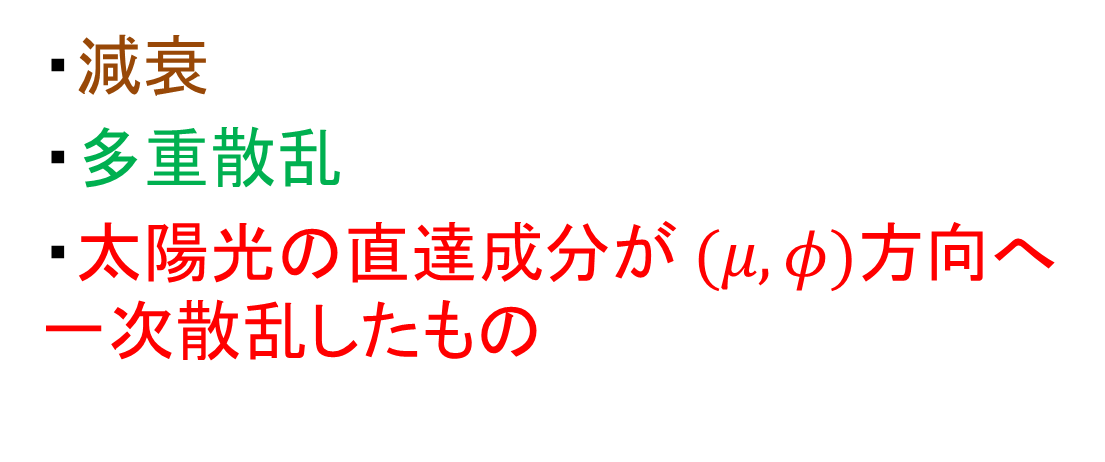 ・減衰
・多重散乱
・太陽光の直達成分が (μ, ϕ)方向へ
一次散乱したもの